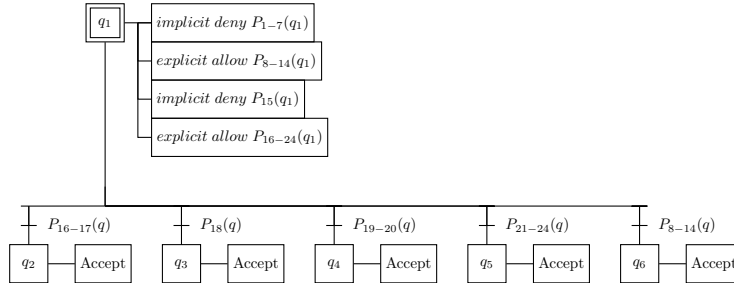 q₁ implicit deny P₁₋₇(q₁)
explicit allow P₈₋₁₄(q₁)
implicit deny P₁₅(q₁)
explicit allow P₁₆₋₂₄(q₁)
P₁₆₋₁₇(q) P₁₈(q) P₁₉₋₂₀(q) P₂₁₋₂₄(q) P₈₋₁₄(q)
q₂ Accept q₃ Accept q₄ Accept q₅ Accept q₆ Accept